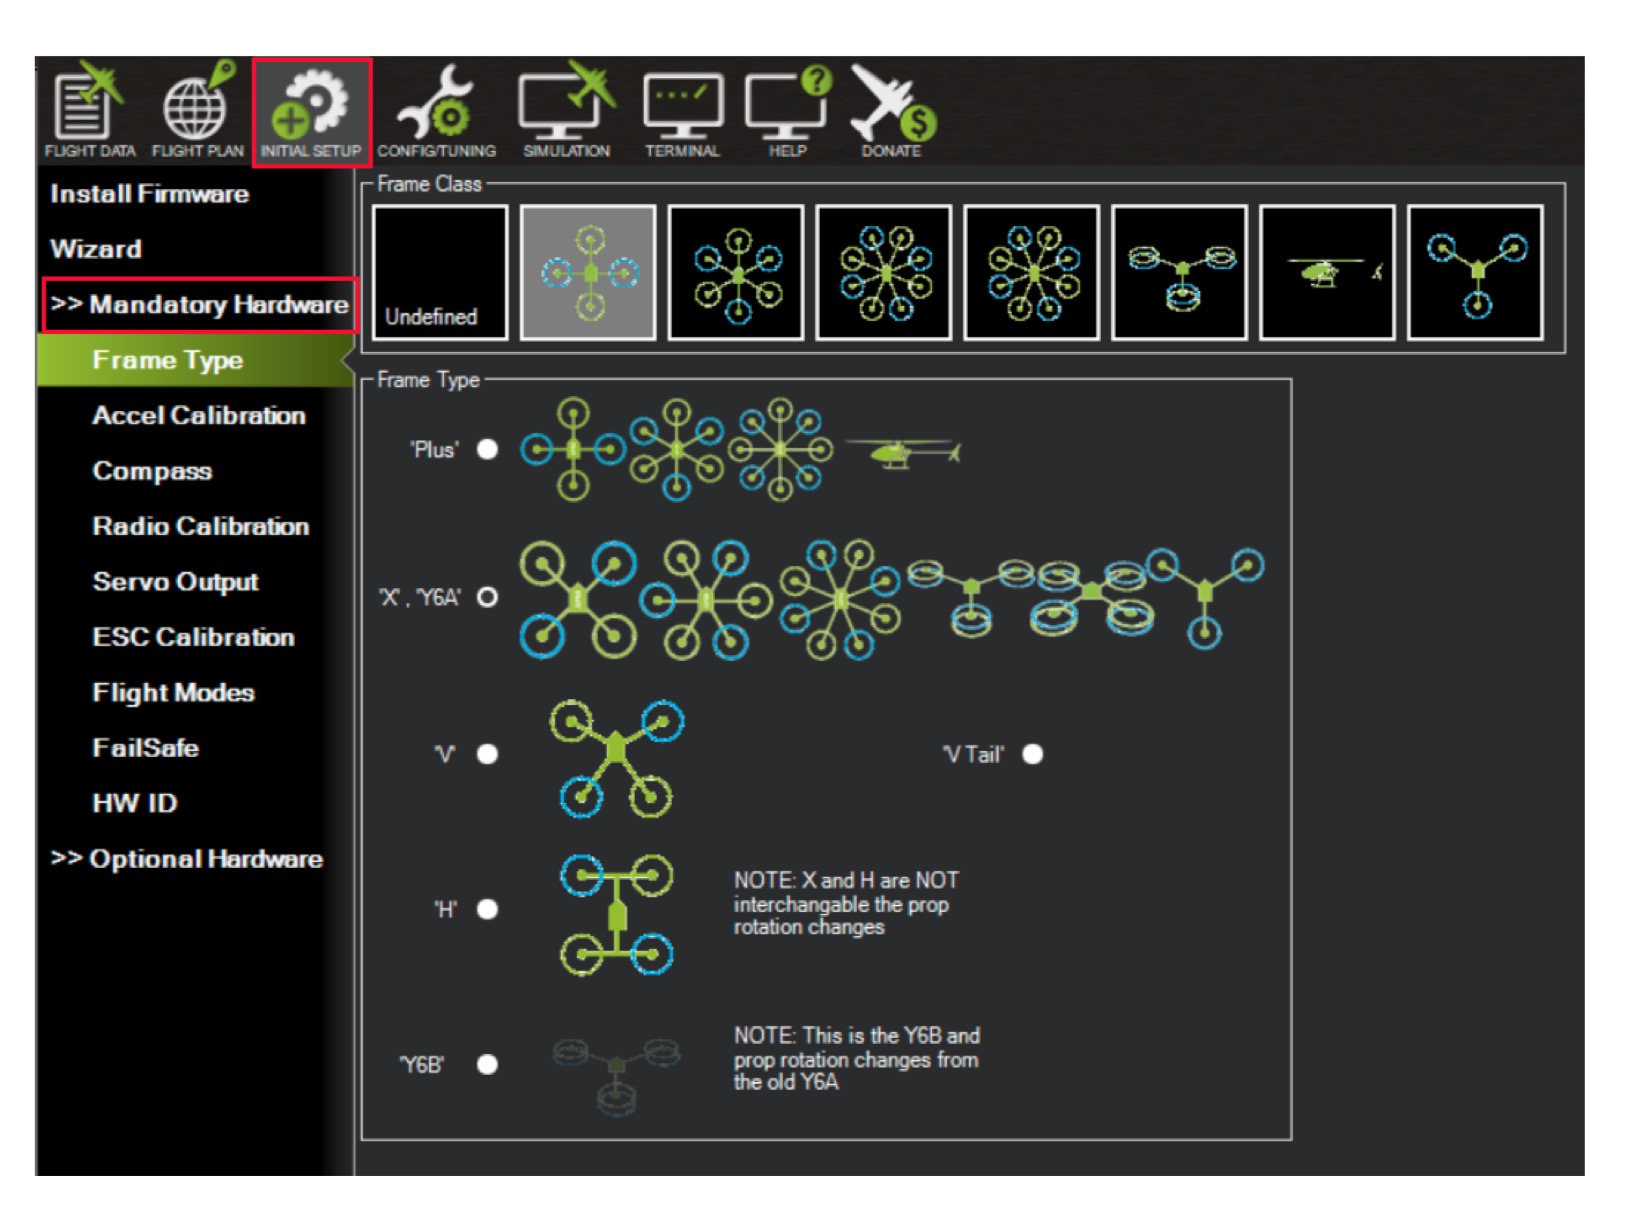 FLIGHT DATA
FLIGHT PLAN
INITIAL SETUP
CONFIG/TUNING
SIMULATION
TERMINAL
HELP
DONATE
Install Firmware
Wizard
>> Mandatory Hardware
Frame Type
Accel Calibration
Compass
Radio Calibration
Servo Output
ESC Calibration
Flight Modes
FailSafe
HW ID
>> Optional Hardware
Frame Class
Undefined
Frame Type
'Plus'
'X', 'Y6A'
'V'
'V Tail'
'H'
NOTE: X and H are NOT
interchangable the prop
rotation changes
'Y6B'
NOTE: This is the Y6B and
prop rotation changes from
the old Y6A